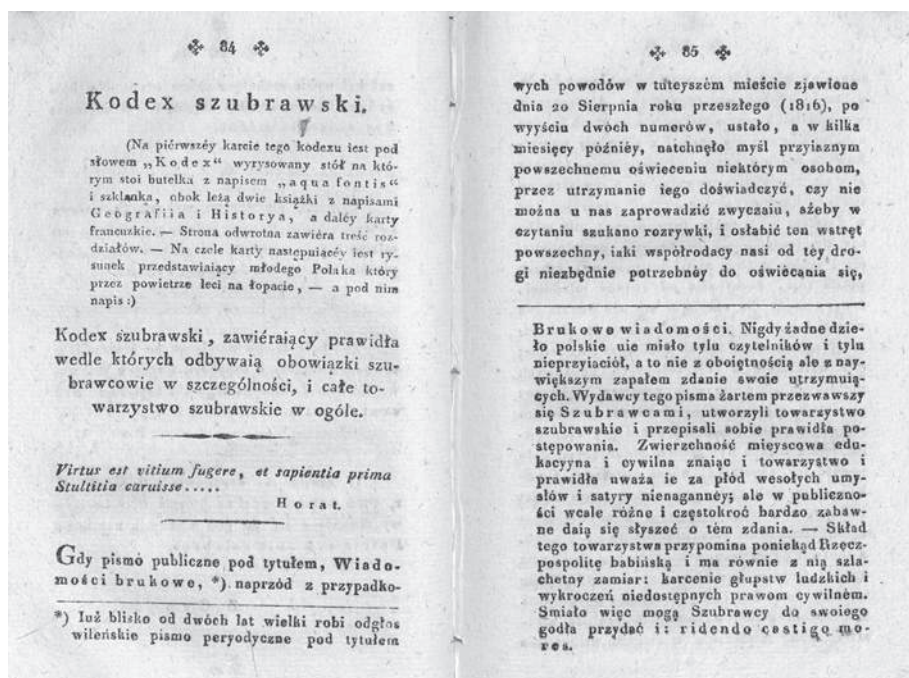 84
Kodex szubrawski.
(Na piérwszéy karcie tego kodexu iest pod
słowem „Kodex“ wyrysowany stół na któ-
rym stoi butelka z napisem „aqua fontis“
i szklanka, obok leżą dwie książki z napisami
Geografiia i Historya, a daléy karty
francuzkie. — Strona odwrotna zawiéra treść roz-
działów. — Na czele karty następuiącéy iest ry-
sunek przedstawiaiący młodego Polaka który
przez powietrze leci na łopacie, — a pod nim
napis:)
Kodex szubrawski, zawiéraiący prawidła
wedle których odbywaią obowiązki szu-
brawcowie w szczególności, i całe to-
warzystwo szubrawskie w ogóle.
Virtus est vitium fugere, et sapientia prima
Stultitia caruisse.....
Horat.
Gdy pismo publiczne pod tytułem, Wiado-
mości brukowe, *) naprzód z przypadko-
*) Iuż blisko od dwóch lat wielki robi odgłos
wileńskie pismo peryodyczne pod tytułem
85
wych powodów w tuteyszém mieście zjawione
dnia 20 Sierpnia roku przeszłego (1816), po
wyyściu dwóch numerów, ustało, a w kilka
miesięcy późniéy, natchnęło myśl przyiaznym
powszechnemu oświeceniu niektórym osobom,
przez utrzymanie iego doświadczyć, czy nie
można u nas zaprowadzić zwyczaiu, ażeby w
czytaniu szukano rozrywki, i osłabić ten wstręt
powszechny, iaki współrodacy nasi od téy dro-
gi niezbędnie potrzebnéy do oświécania się,
Brukowe wiadomości. Nigdy żadne dzie-
ło polskie nie miało tylu czytelników i tylu
nieprzyiaciół, a to nie z oboiętnością ale z nay-
większym zapałem zdanie swoie utrzymuią-
cych. Wydawcy tego pisma żartem przezwawszy
się Szubrawcami, utworzyli towarzystwo
szubrawskie i przepisali sobie prawidła po-
stępowania. Zwierzchność mieyscowa edu-
kacyyna i cywilna znaiąc i towarzystwo i
prawidła uważa ie za płód wesołych umy-
słów i satyry nienagannéy; ale w publiczno-
ści wcale różne i częstokroć bardzo zabaw-
ne daią się słyszeć o tém zdania. — Skład
tego towarzystwa przypomina poniekąd Rzecz-
pospolitę babińską i ma równie z nią szla-
chetny zamiar: karcenie głupstw ludzkich i
wykroczeń niedostępnych prawom cywilném.
Smiało więc mogą Szubrawcy do swoiego
godła przydać i: ridendo castigo mo-
res.